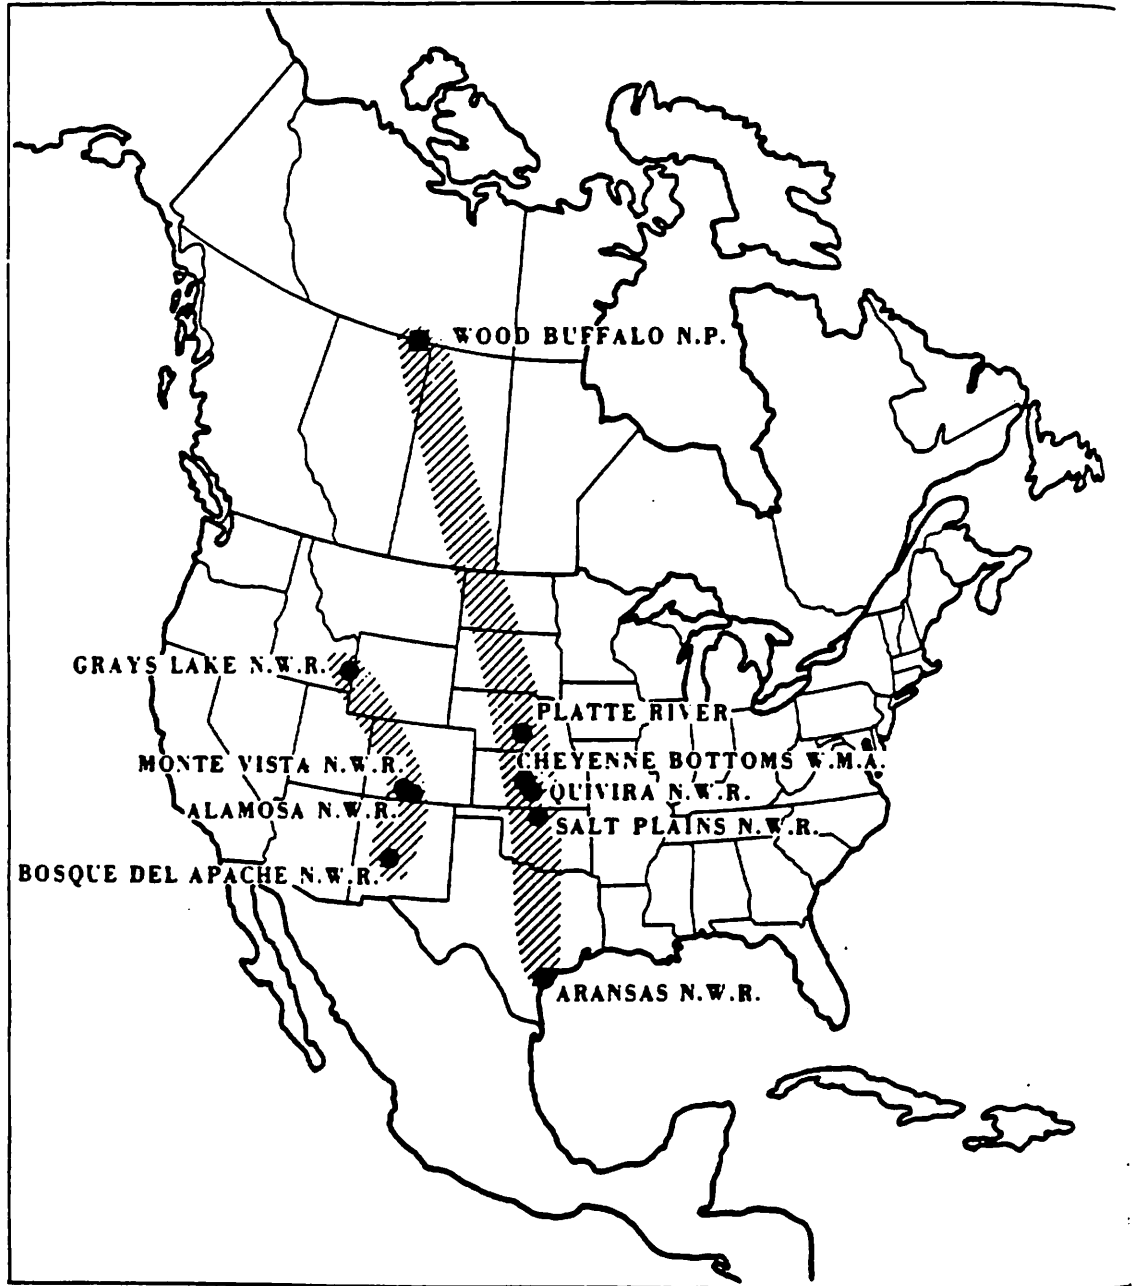 WOOD BUFFALO N.P.
GRAYS LAKE N.W.R.
PLATTE RIVER
MONTE VISTA N.W.R.
CHEYENNE BOTTOMS W.M.A.
QUIVIRA N.W.R.
ALAMOSA N.W.R.
SALT PLAINS N.W.R.
BOSQUE DEL APACHE N.W.R.
ARANSAS N.W.R.